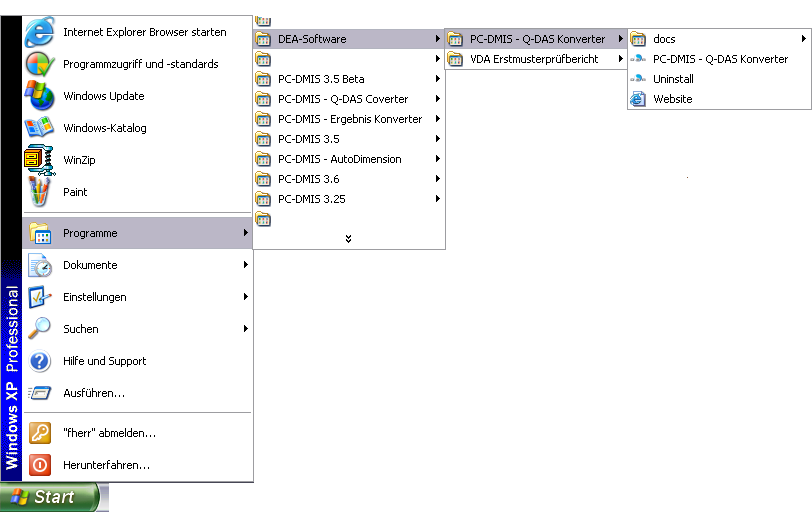 Internet Explorer Browser starten
Programmzugriff und -standards
Windows Update
Windows-Katalog
WinZip
Paint
Programme
Dokumente
Einstellungen
Suchen
Hilfe und Support
Ausführen...
"fherr" abmelden...
Herunterfahren...
Windows XP Professional
Start
DEA-Software
PC-DMIS 3.5 Beta
PC-DMIS - Q-DAS Coverter
PC-DMIS - Ergebnis Konverter
PC-DMIS 3.5
PC-DMIS - AutoDimension
PC-DMIS 3.6
PC-DMIS 3.25
PC-DMIS - Q-DAS Konverter
VDA Erstmusterprüfbericht
docs
PC-DMIS - Q-DAS Konverter
Uninstall
Website